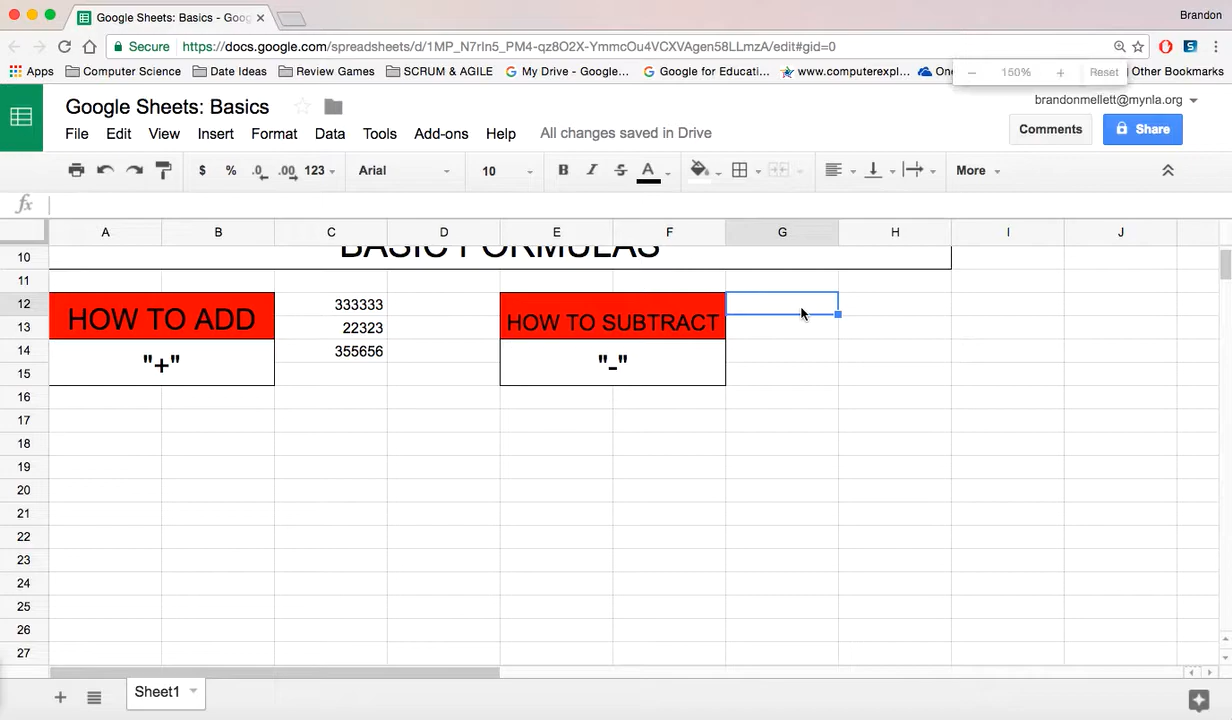 Google Sheets: Basics - Goog
Brandon
Secure
https://docs.google.com/spreadsheets/d/1MP_N7rIn5_PM4-qz8O2X-YmmcOu4VCXVAgen58LLmzA/edit#gid=0
Apps
Computer Science
Date Ideas
Review Games
SCRUM & AGILE
My Drive - Google...
Google for Educati...
www.computerexpl...
One
150%
Reset
Other Bookmarks
Google Sheets: Basics
brandonmellett@mynla.org
File Edit View Insert Format Data Tools Add-ons Help All changes saved in Drive
Comments
Share
$ % .0 .00 123 Arial 10 B I S A More
fx
A B C D E F G H I J
10 BASIC FORMULAS
11
12 333333
HOW TO ADD HOW TO SUBTRACT
13 22323
14 355656
"+" "-"
15
16
17
18
19
20
21
22
23
24
25
26
27
Sheet1